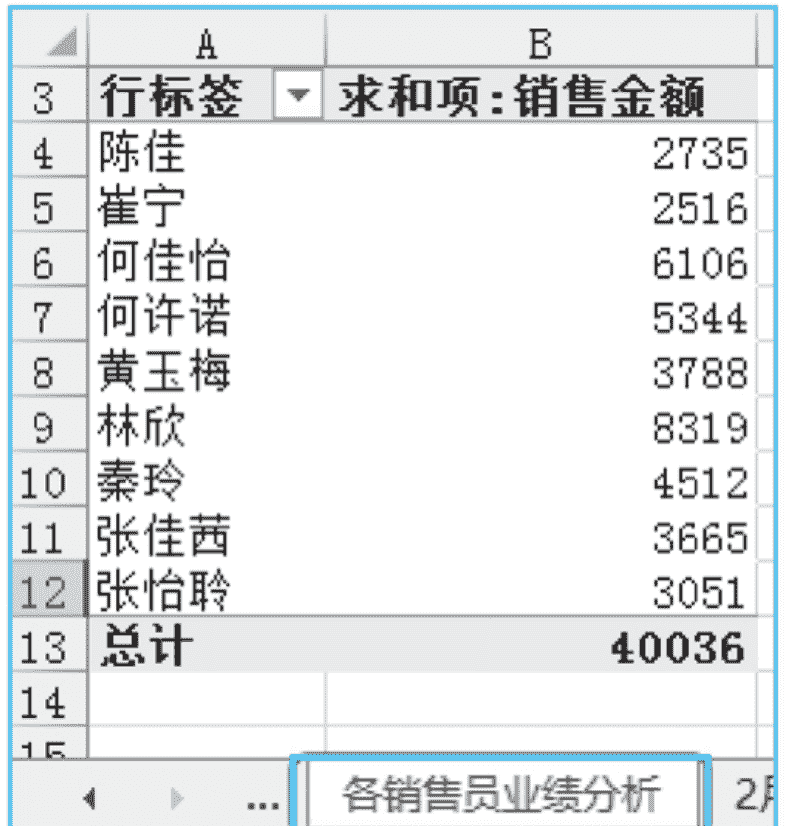 A B
3 行标签 求和项:销售金额
4 陈佳 2735
5 崔宁 2516
6 何佳怡 6106
7 何许诺 5344
8 黄玉梅 3788
9 林欣 8319
10 秦玲 4512
11 张佳茜 3665
12 张怡聆 3051
13 总计 40036
14
15
... 各销售员业绩分析 2月